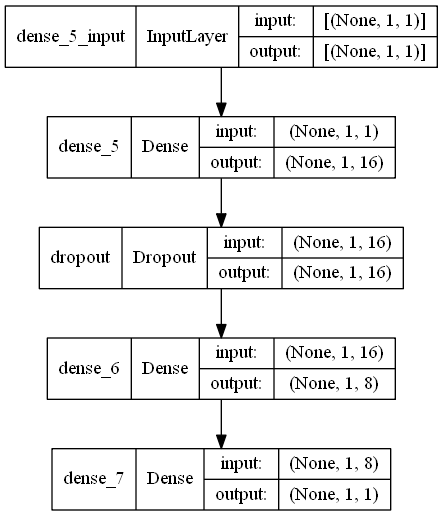 dense_5_input InputLayer input: [(None, 1, 1)]
output: [(None, 1, 1)]
dense_5 Dense input: (None, 1, 1)
output: (None, 1, 16)
dropout Dropout input: (None, 1, 16)
output: (None, 1, 16)
dense_6 Dense input: (None, 1, 16)
output: (None, 1, 8)
dense_7 Dense input: (None, 1, 8)
output: (None, 1, 1)